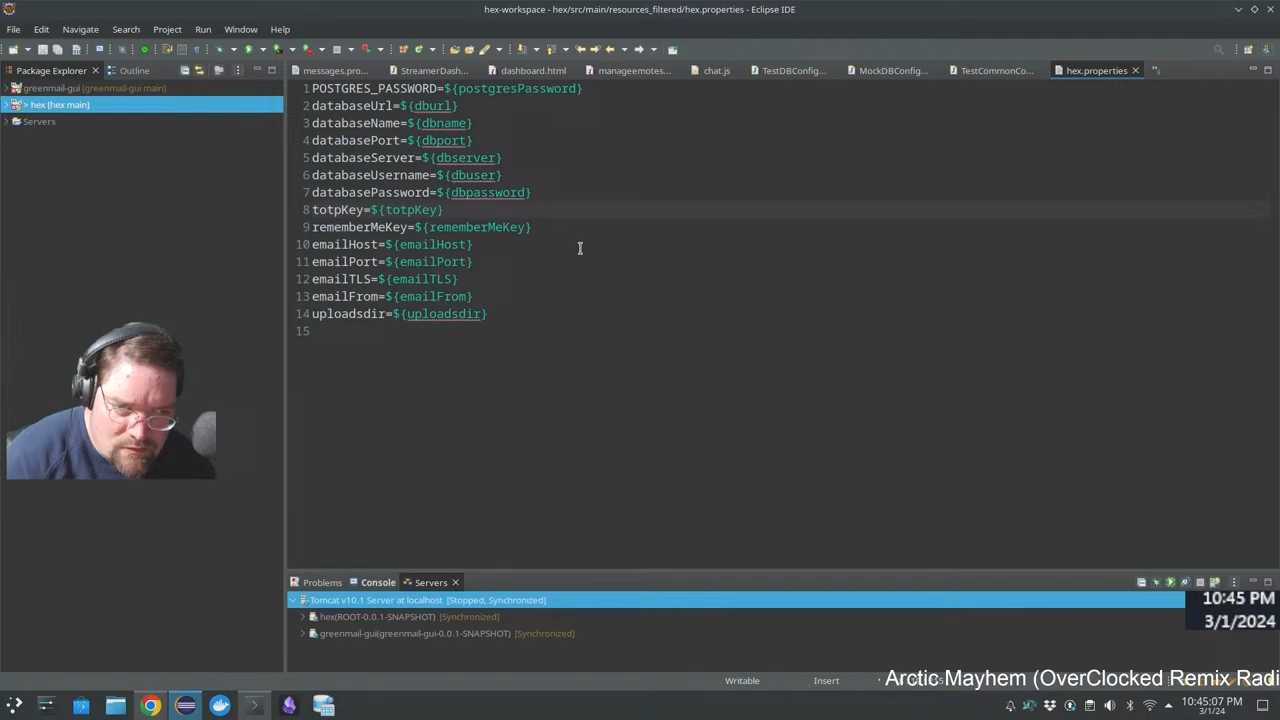 hex-workspace - hex/src/main/resources_filtered/hex.properties - Eclipse IDE
File Edit Navigate Search Project Run Window Help
Package Explorer Outline messages.pro... StreamerDash... dashboard.html manageemotes... chat.js TestDBConfig... MockDBConfig... TestCommonCo... hex.properties
greenmail-gui [greenmail-gui main]
> hex [hex main]
Servers
1 POSTGRES_PASSWORD=${postgresPassword}
2 databaseUrl=${dburl}
3 databaseName=${dbname}
4 databasePort=${dbport}
5 databaseServer=${dbserver}
6 databaseUsername=${dbuser}
7 databasePassword=${dbpassword}
8 totpKey=${totpKey}
9 rememberMeKey=${rememberMeKey}
10 emailHost=${emailHost}
11 emailPort=${emailPort}
12 emailTLS=${emailTLS}
13 emailFrom=${emailFrom}
14 uploadsdir=${uploadsdir}
15
Problems Console Servers
Tomcat v10.1 Server at localhost [Stopped, Synchronized]
hex(ROOT-0.0.1-SNAPSHOT) [Synchronized]
greenmail-gui(greenmail-gui-0.0.1-SNAPSHOT) [Synchronized]
10:45 PM
3/1/2024
Writable Insert
Arctic Mayhem (OverClocked Remix Radi
10:45:07 PM
3/1/24